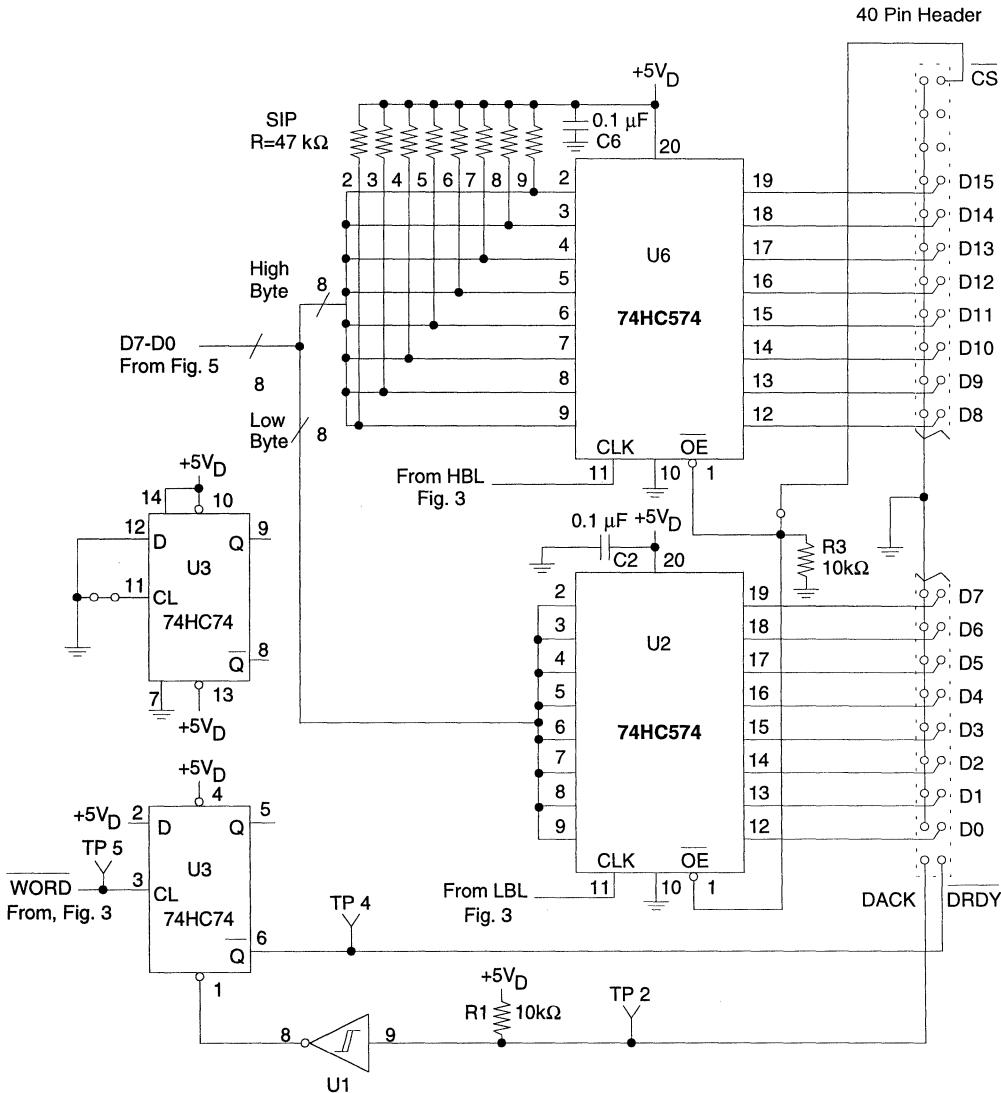 40 Pin Header
CS
+5VD
SIP
R=47 kΩ
0.1 µF
C6
20
2 3 4 5 6 7 8 9
2 19 D15
3 18 D14
4 17 D13
U6
High
Byte
8
5 16 D12
74HC574
6 15 D11
D7-D0
From Fig. 5
8
7 14 D10
8 13 D9
Low
Byte
8
9 12 D8
CLK OE
11 10 1
From HBL
Fig. 3
+5VD
14 10
12 D Q 9
U3
11 CL
74HC74
Q 8
7 13
+5VD
0.1 µF +5VD
C2 20
R3
10kΩ
2 19 D7
3 18 D6
U2
4 17 D5
5 16 D4
74HC574
6 15 D3
7 14 D2
8 13 D1
9 12 D0
CLK OE
11 10 1
From LBL
Fig. 3
DACK DRDY
+5VD
4
+5VD 2 D Q 5
TP 5
U3
WORD 3 CL
From, Fig. 3
74HC74
Q 6
TP 4
1
+5VD
R1 10kΩ
TP 2
8 9
U1